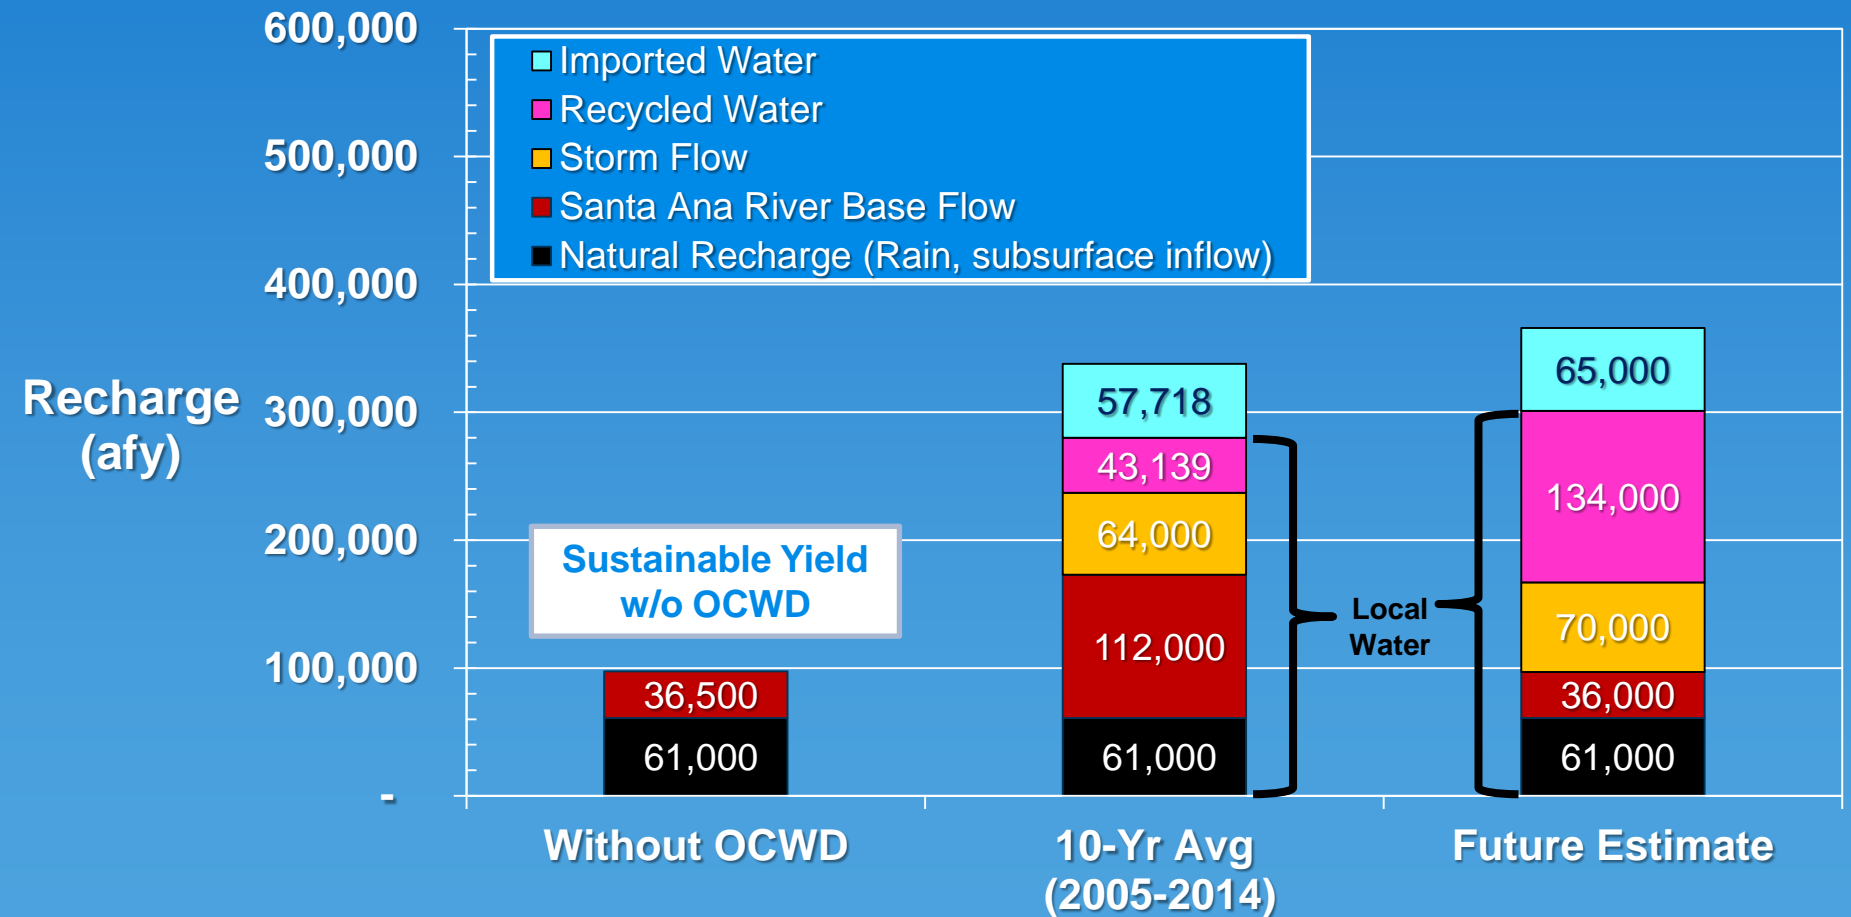 600,000
500,000
400,000
300,000
200,000
100,000
-
Recharge
(afy)
Imported Water
Recycled Water
Storm Flow
Santa Ana River Base Flow
Natural Recharge (Rain, subsurface inflow)
Sustainable Yield
w/o OCWD
36,500
61,000
57,718
43,139
64,000
112,000
61,000
Local
Water
65,000
134,000
70,000
36,000
61,000
Without OCWD
10-Yr Avg
(2005-2014)
Future Estimate